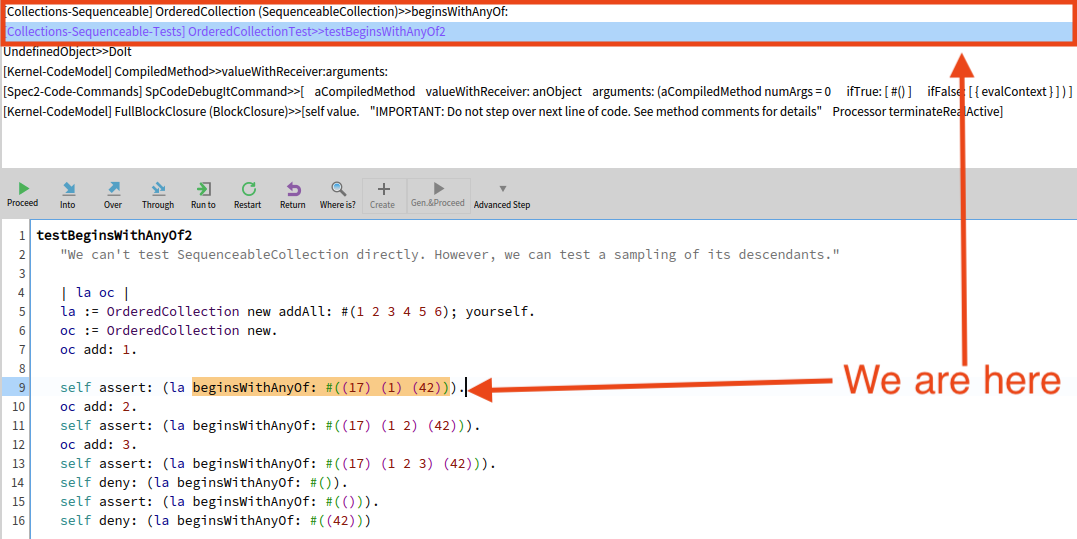 [Collections-Sequenceable] OrderedCollection (SequenceableCollection)>>beginsWithAnyOf:
[Collections-Sequenceable-Tests] OrderedCollectionTest>>testBeginsWithAnyOf2
UndefinedObject>>DoIt
[Kernel-CodeModel] CompiledMethod>>valueWithReceiver:arguments:
[Spec2-Code-Commands] SpCodeDebugItCommand>>[ aCompiledMethod valueWithReceiver: anObject arguments: (aCompiledMethod numArgs = 0 ifTrue: [ #() ] ifFalse: [ { evalContext } ] ) ]
[Kernel-CodeModel] FullBlockClosure (BlockClosure)>>[self value. "IMPORTANT: Do not step over next line of code. See method comments for details" Processor terminateRealActive]
Proceed Into Over Through Run to Restart Return Where is? Create Gen.&Proceed Advanced Step
1 testBeginsWithAnyOf2
2 "We can't test SequenceableCollection directly. However, we can test a sampling of its descendants."
3
4 | la oc |
5 la := OrderedCollection new addAll: #(1 2 3 4 5 6); yourself.
6 oc := OrderedCollection new.
7 oc add: 1.
8
9 self assert: (la beginsWithAnyOf: #((17) (1) (42))).
We are here
10 oc add: 2.
11 self assert: (la beginsWithAnyOf: #((17) (1 2) (42))).
12 oc add: 3.
13 self assert: (la beginsWithAnyOf: #((17) (1 2 3) (42))).
14 self deny: (la beginsWithAnyOf: #()).
15 self assert: (la beginsWithAnyOf: #(())).
16 self deny: (la beginsWithAnyOf: #((42)))